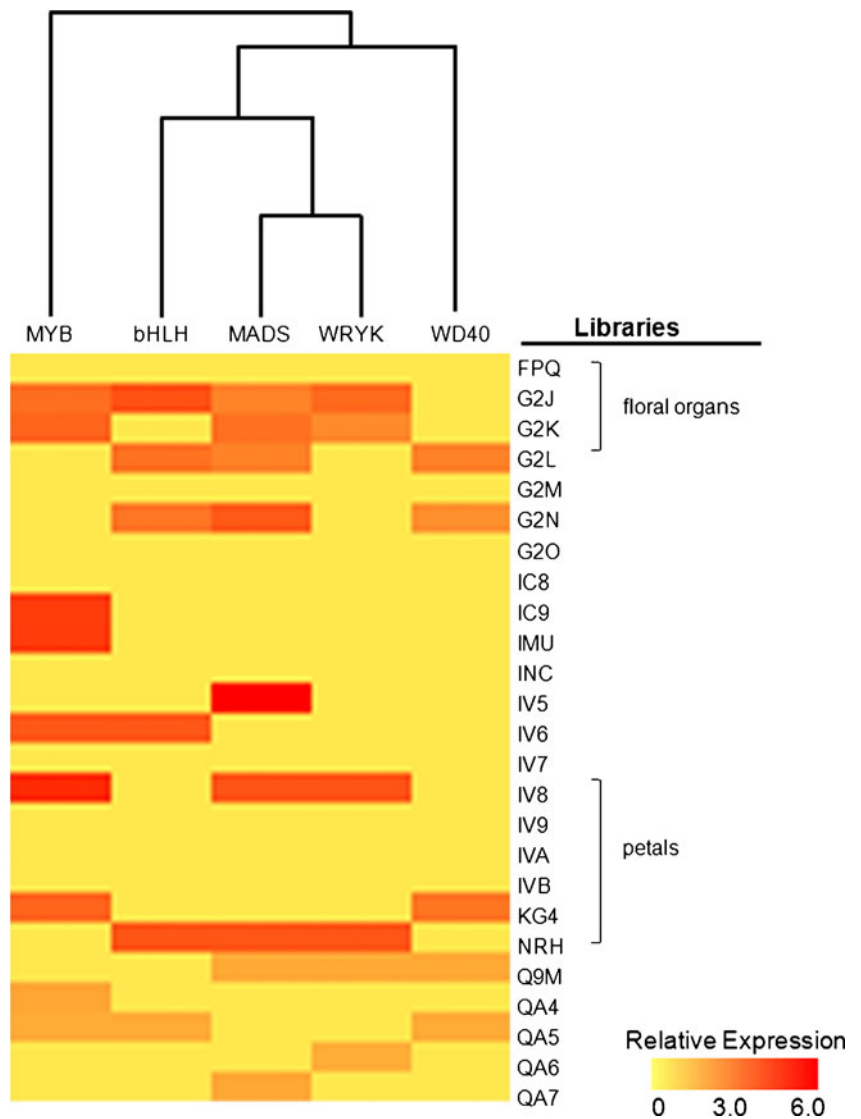 MYB bHLH MADS WRYK WD40
Libraries
FPQ
G2J
floral organs
G2K
G2L
G2M
G2N
G2O
IC8
IC9
IMU
INC
IV5
IV6
IV7
IV8
IV9
IVA
petals
IVB
KG4
NRH
Q9M
QA4
QA5
QA6
QA7
Relative Expression
0 3.0 6.0